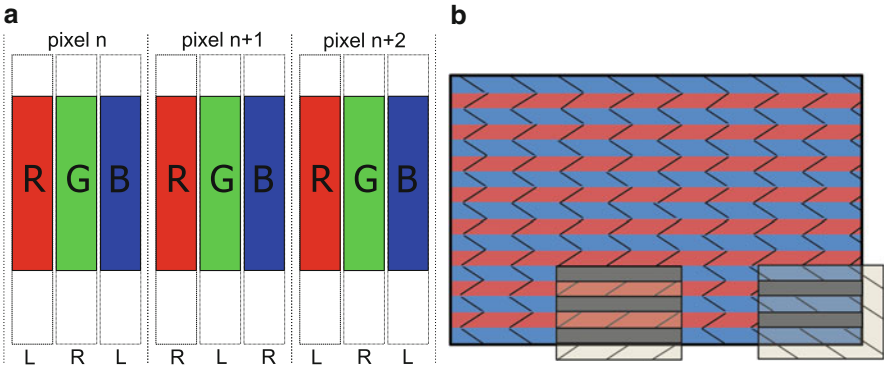 a
pixel n pixel n+1 pixel n+2
R G B R G B R G B
L R L R L R L R L
b